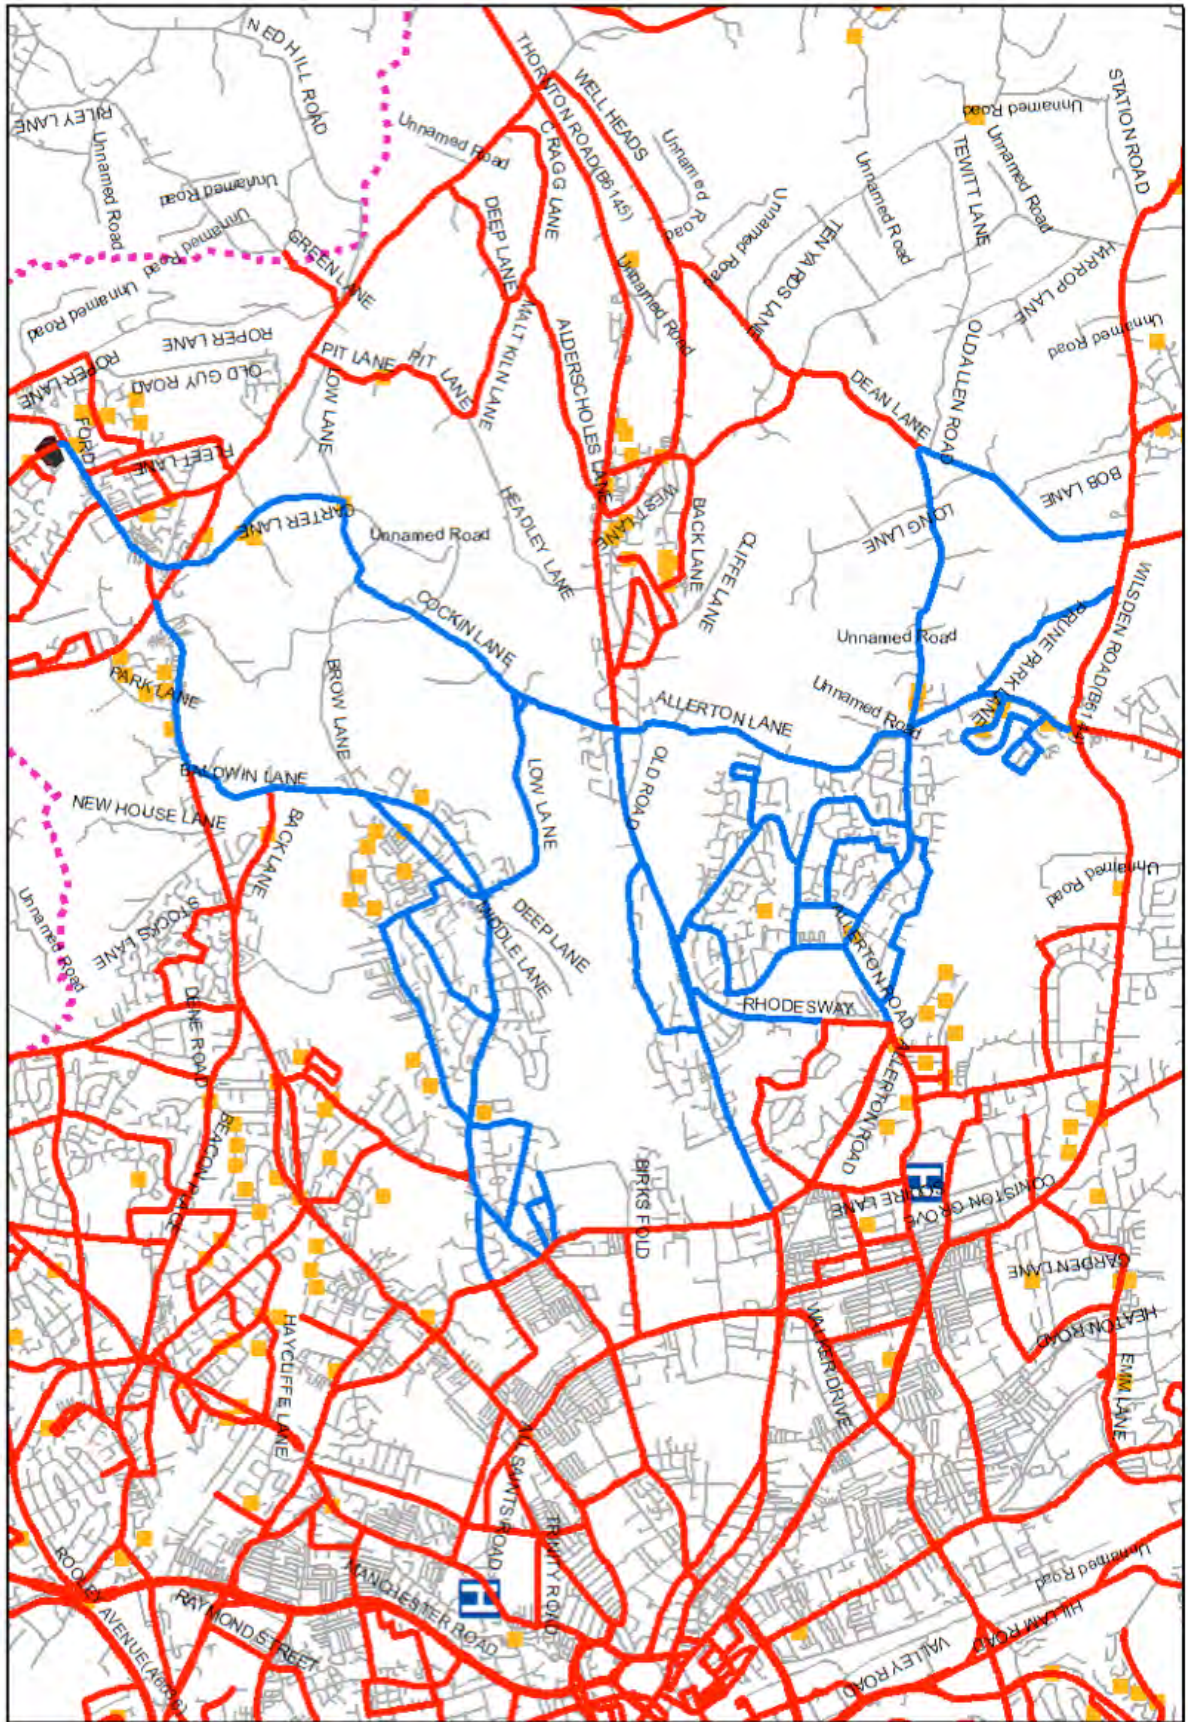 NED HILL ROAD
RILEY LANE
Unnamed Road
Unnamed Road
Unnamed Road
Unnamed Road
GREEN LANE
Unnamed Road
THORNTON ROAD(B6145)
WELL HEADS
CRAGG LANE
DEEP LANE
Unnamed Road
Unnamed Road
Unnamed Road
TEN YARDS LANE
Unnamed Road
Unnamed Road
Unnamed Road
TEWITT LANE
STATION ROAD
HARROP LANE
Unnamed Road
ROPER LANE
ROPER LANE
OLD GUY ROAD
PIT LANE
PIT LANE
MALT KILN LANE
LOW LANE
ALDERSCHOLES LANE
OLD ALLEN ROAD
DEAN LANE
FORD
FLEET LANE
CARTER LANE
Unnamed Road
HEADLEY LANE
WEST LANE
BACK LANE
CLIFFE LANE
LONG LANE
BOB LANE
COCKIN LANE
WILSDEN ROAD(B6144)
PRUNE PARK LANE
Unnamed Road
Unnamed Road
PARK LANE
BROW LANE
ALLERTON LANE
OLD ROAD
LOW LANE
BALDWIN LANE
NEW HOUSE LANE
BACK LANE
STOCKS LANE
Unnamed Road
DEEP LANE
MIDDLE LANE
ALLERTON ROAD
Unnamed Road
RHODESWAY
DENE ROAD
ALLERTON ROAD
BEACON PLACE
BIRKS FOLD
H
SQUIRE LANE
CONISTON GROVE
GARDEN LANE
HEATON ROAD
EMM LANE
WALKER DRIVE
HAYCLIFFE LANE
ALL SAINTS ROAD
TRINITY ROAD
H
MANCHESTER ROAD
RAYMOND STREET
VALLEY ROAD
HILLAM ROAD
Unnamed Road